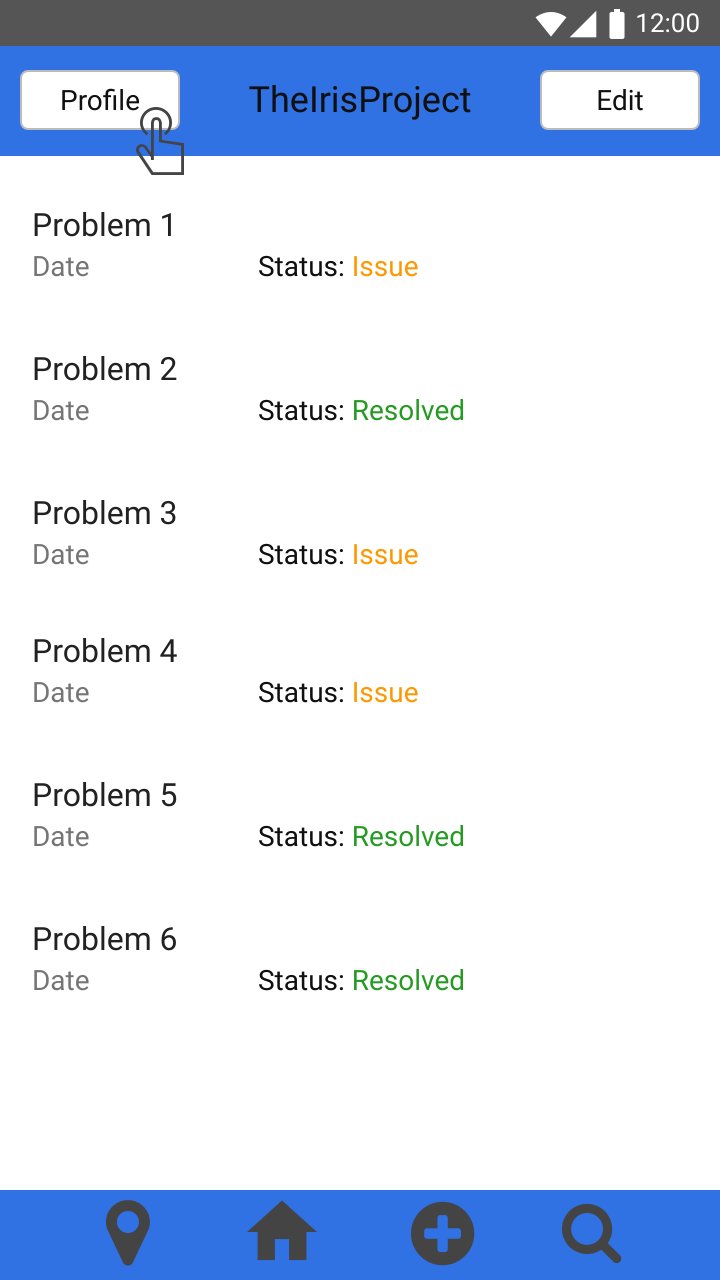 12:00
Profile TheIrisProject Edit
Problem 1
Date Status: Issue
Problem 2
Date Status: Resolved
Problem 3
Date Status: Issue
Problem 4
Date Status: Issue
Problem 5
Date Status: Resolved
Problem 6
Date Status: Resolved